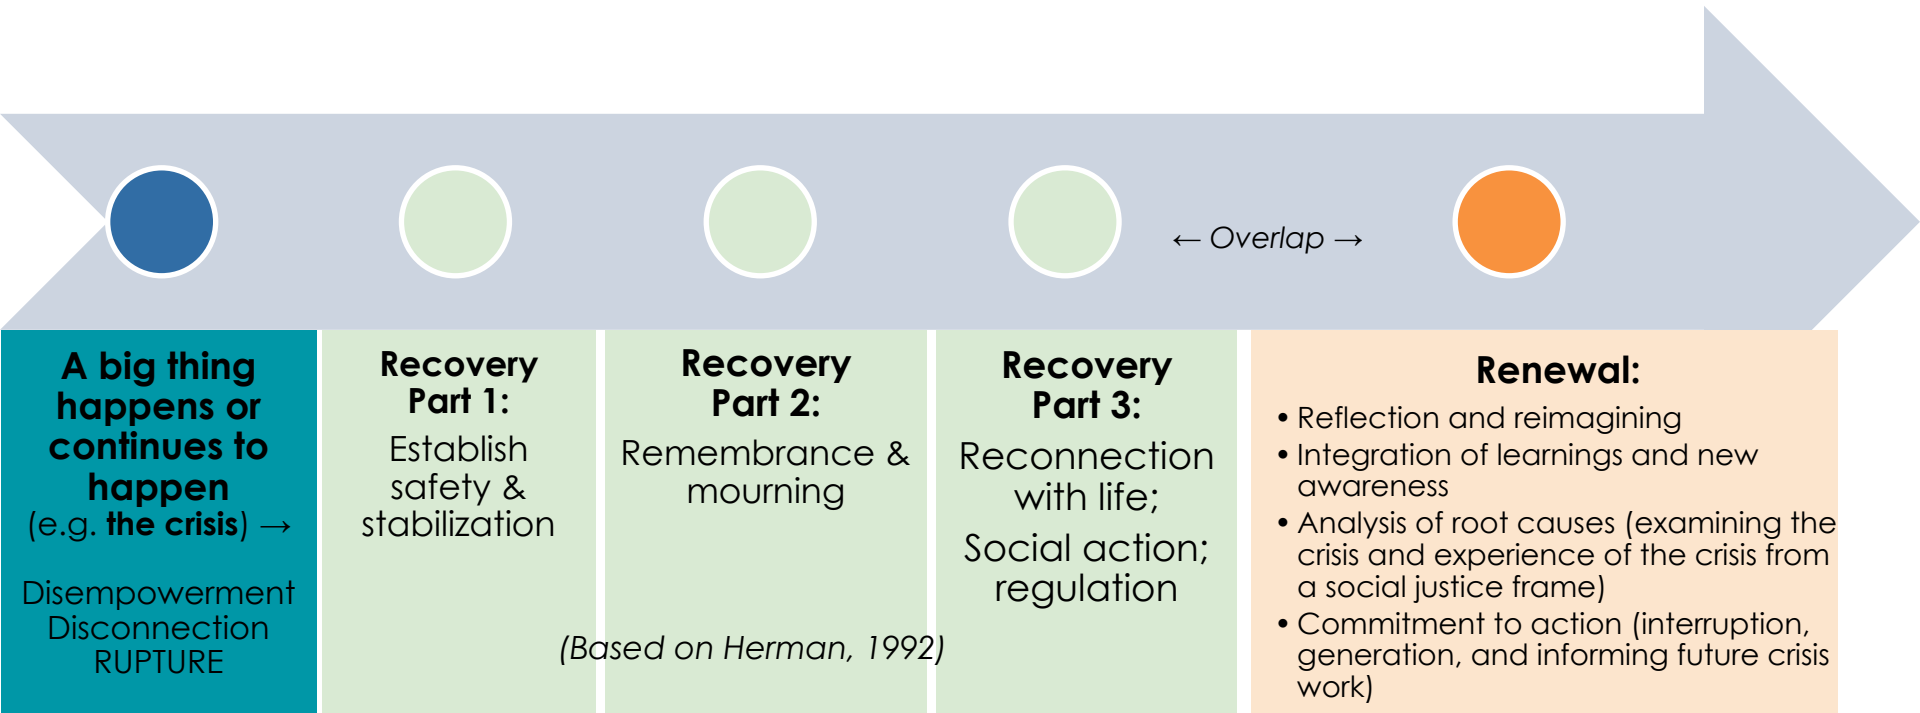 ← Overlap →
A big thing
happens or
continues to
happen
(e.g. the crisis) →
Disempowerment
Disconnection
RUPTURE
Recovery
Part 1:
Establish
safety &
stabilization
Recovery
Part 2:
Remembrance &
mourning
Recovery
Part 3:
Reconnection
with life;
Social action;
regulation
(Based on Herman, 1992)
Renewal:
• Reflection and reimagining
• Integration of learnings and new
awareness
• Analysis of root causes (examining the
crisis and experience of the crisis from
a social justice frame)
• Commitment to action (interruption,
generation, and informing future crisis
work)